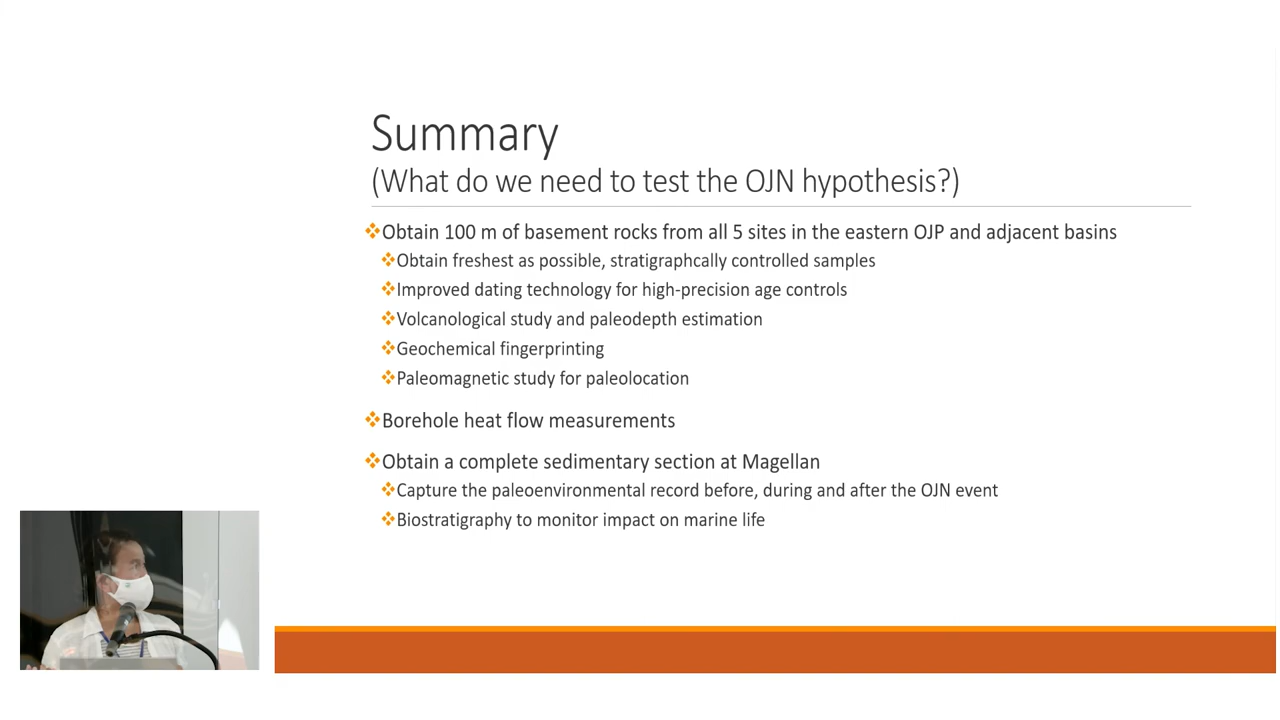 Summary
(What do we need to test the OJN hypothesis?)
Obtain 100 m of basement rocks from all 5 sites in the eastern OJP and adjacent basins
Obtain freshest as possible, stratigraphcally controlled samples
Improved dating technology for high-precision age controls
Volcanological study and paleodepth estimation
Geochemical fingerprinting
Paleomagnetic study for paleolocation
Borehole heat flow measurements
Obtain a complete sedimentary section at Magellan
Capture the paleoenvironmental record before, during and after the OJN event
Biostratigraphy to monitor impact on marine life